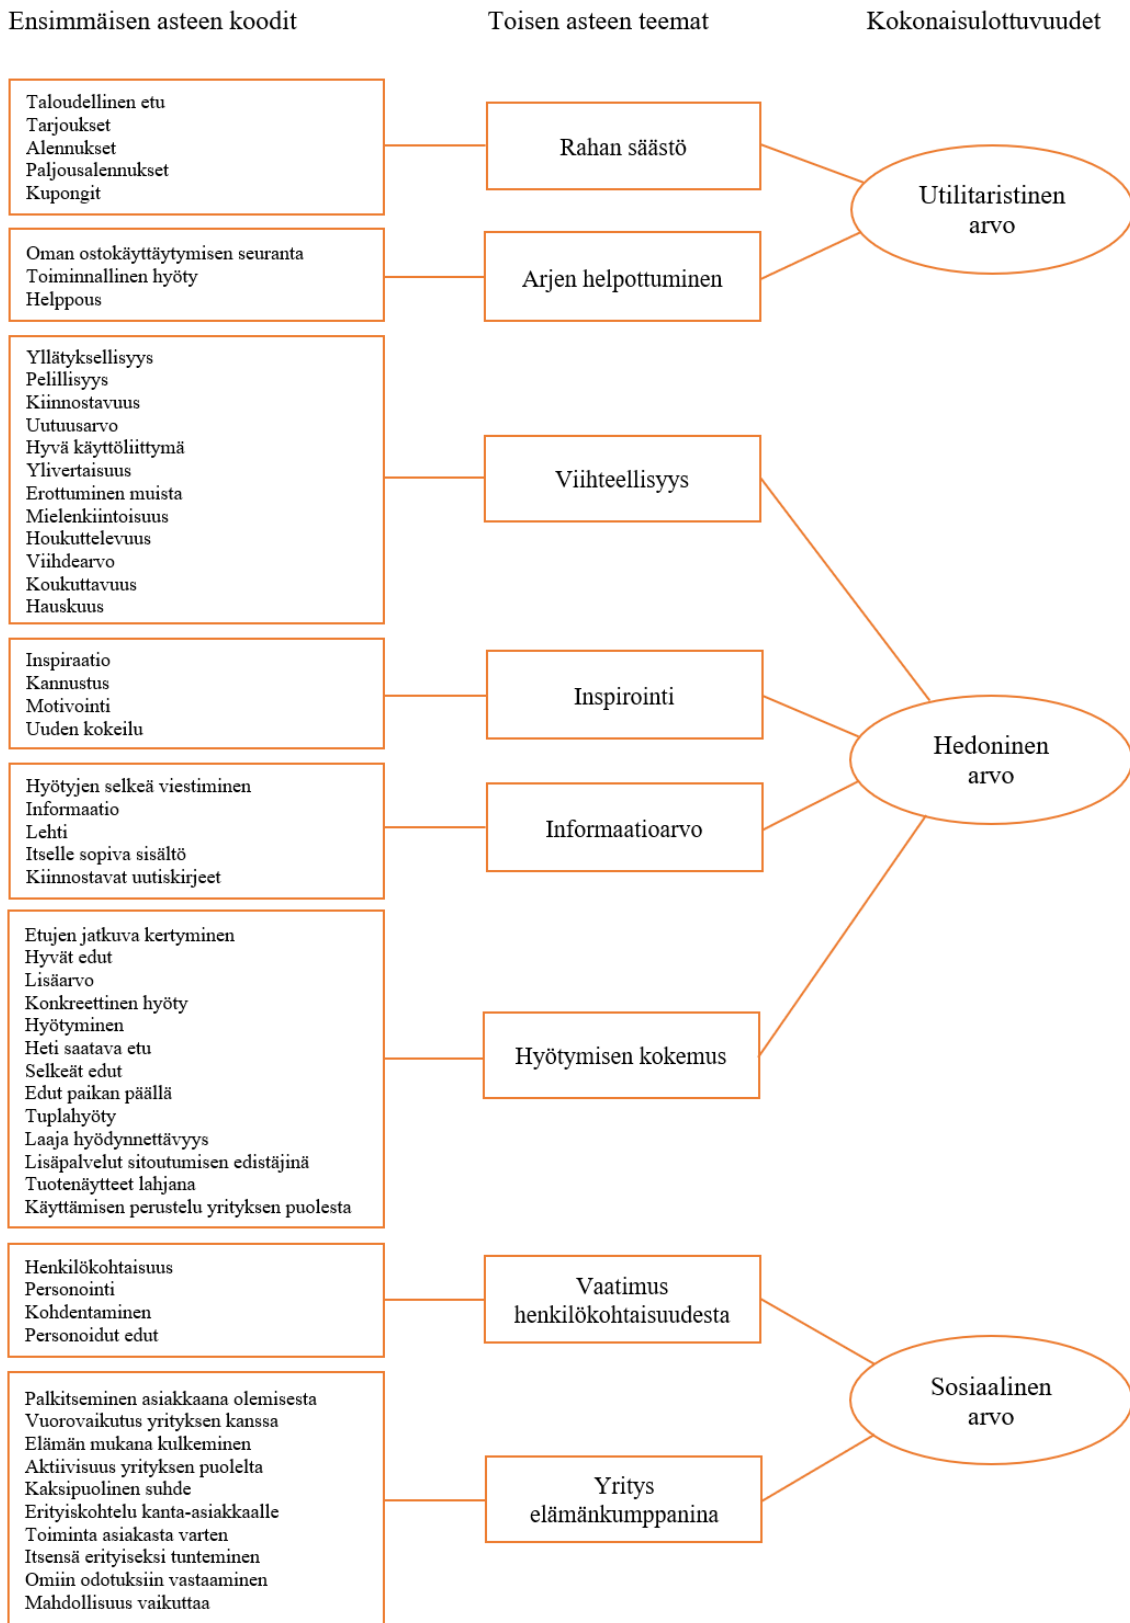 Ensimmäisen asteen koodit
Toisen asteen teemat
Kokonaisulottuvuudet
Taloudellinen etu
Tarjoukset
Alennukset
Paljousalennukset
Kupongit
Rahan säästö
Utilitaristinen
arvo
Oman ostokäyttäytymisen seuranta
Toiminnallinen hyöty
Helppous
Arjen helpottuminen
Yllätyksellisyys
Pelillisyys
Kiinnostavuus
Uutuusarvo
Hyvä käyttöliittymä
Ylivertaisuus
Erottuminen muista
Mielenkiintoisuus
Houkuttelevuus
Viihdearvo
Koukuttavuus
Hauskuus
Viihteellisyys
Inspiraatio
Kannustus
Motivointi
Uuden kokeilu
Inspirointi
Hedoninen
arvo
Hyötyjen selkeä viestiminen
Informaatio
Lehti
Itselle sopiva sisältö
Kiinnostavat uutiskirjeet
Informaatioarvo
Etujen jatkuva kertyminen
Hyvät edut
Lisäarvo
Konkreettinen hyöty
Hyötyminen
Heti saatava etu
Selkeät edut
Edut paikan päällä
Tuplahyöty
Laaja hyödynnettävyys
Lisäpalvelut sitoutumisen edistäjinä
Tuotenäytteet lahjana
Käyttämisen perustelu yrityksen puolesta
Hyötymisen kokemus
Henkilökohtaisuus
Personointi
Kohdentaminen
Personoidut edut
Vaatimus
henkilökohtaisuudesta
Sosiaalinen
arvo
Palkitseminen asiakkaana olemisesta
Vuorovaikutus yrityksen kanssa
Elämän mukana kulkeminen
Aktiivisuus yrityksen puolelta
Kaksipuolinen suhde
Erityiskohtelu kanta-asiakkaalle
Toiminta asiakasta varten
Itsensä erityiseksi tunteminen
Omiin odotuksiin vastaaminen
Mahdollisuus vaikuttaa
Yritys
elämänkumppanina